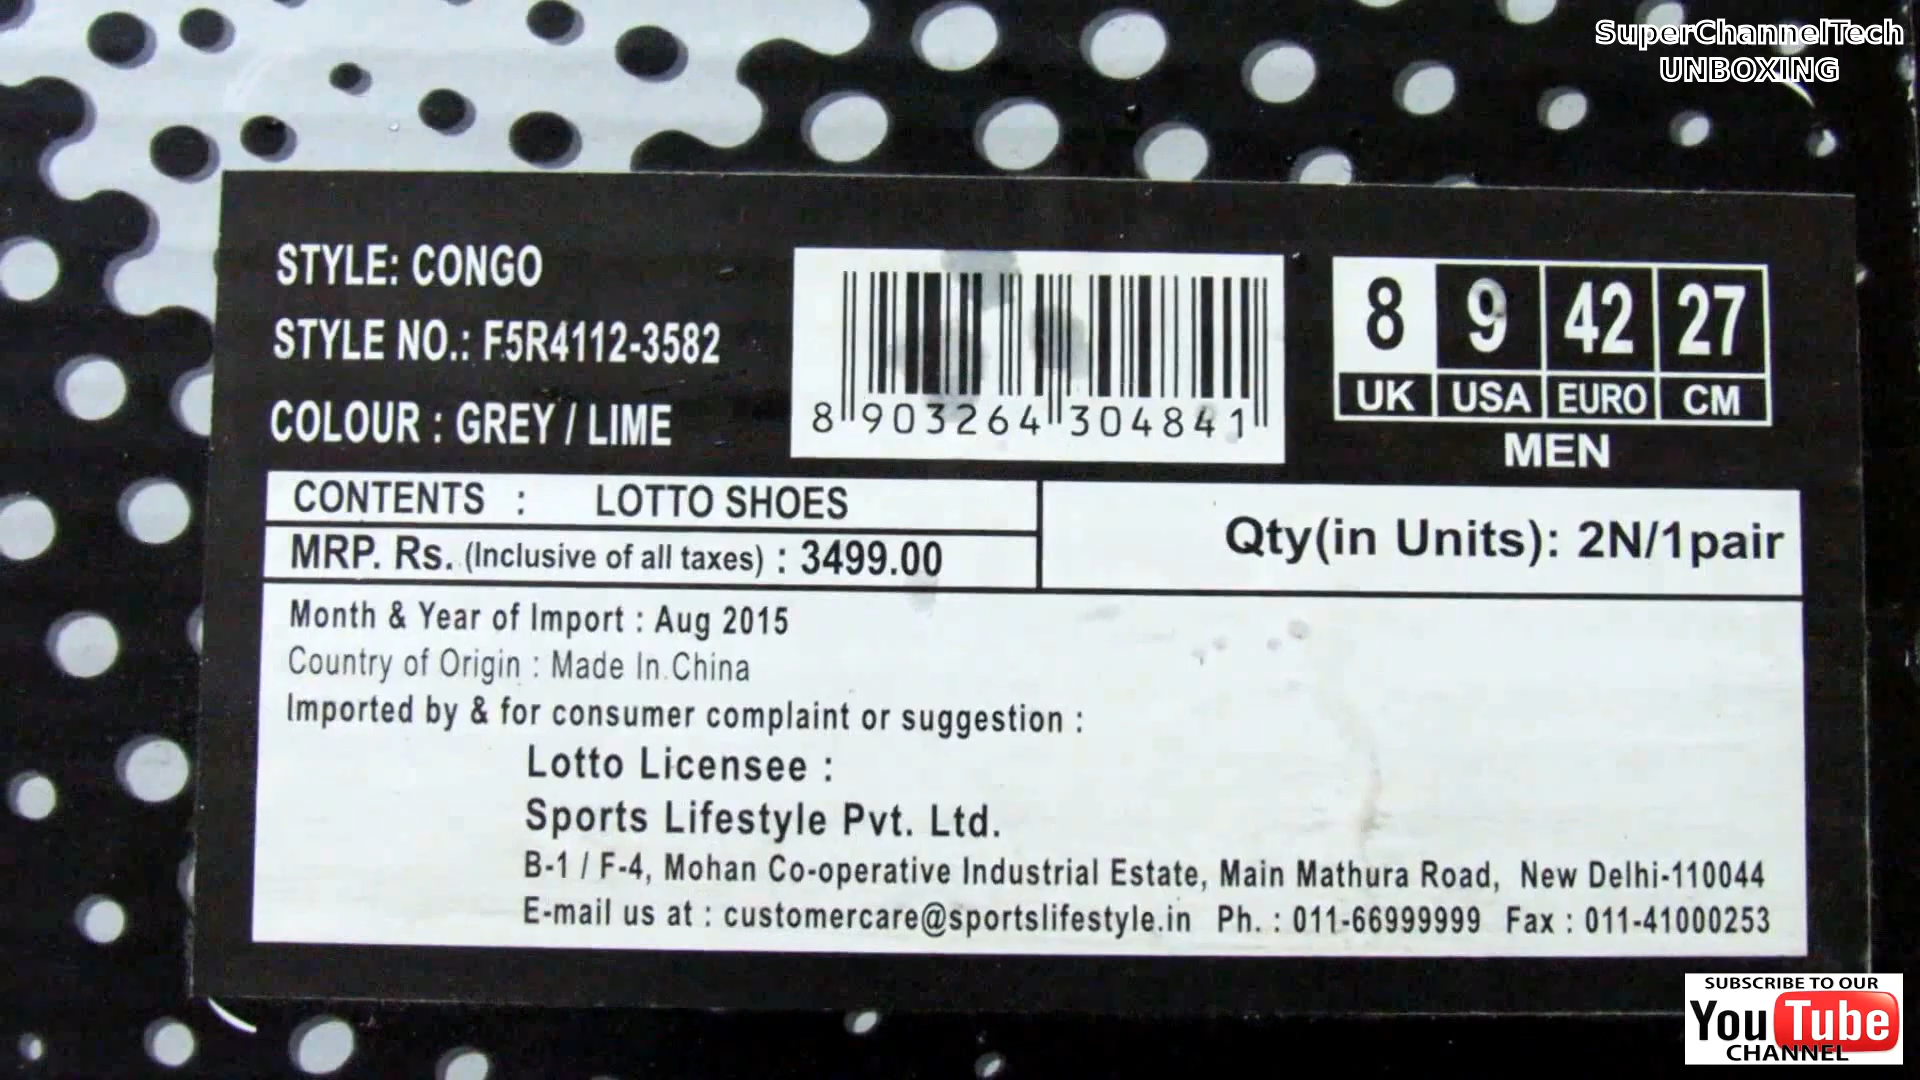 SuperChannelTech
UNBOXING
STYLE: CONGO
STYLE NO.: F5R4112-3582
COLOUR : GREY / LIME
8 903264 304841
8 9 42 27
UK USA EURO CM
MEN
CONTENTS : LOTTO SHOES
MRP. Rs. (Inclusive of all taxes) : 3499.00
Qty(in Units): 2N/1pair
Month & Year of Import : Aug 2015
Country of Origin : Made In China
Imported by & for consumer complaint or suggestion :
Lotto Licensee :
Sports Lifestyle Pvt. Ltd.
B-1 / F-4, Mohan Co-operative Industrial Estate, Main Mathura Road, New Delhi-110044
E-mail us at : customercare@sportslifestyle.in Ph. : 011-66999999 Fax : 011-41000253
SUBSCRIBE TO OUR
YouTube
CHANNEL